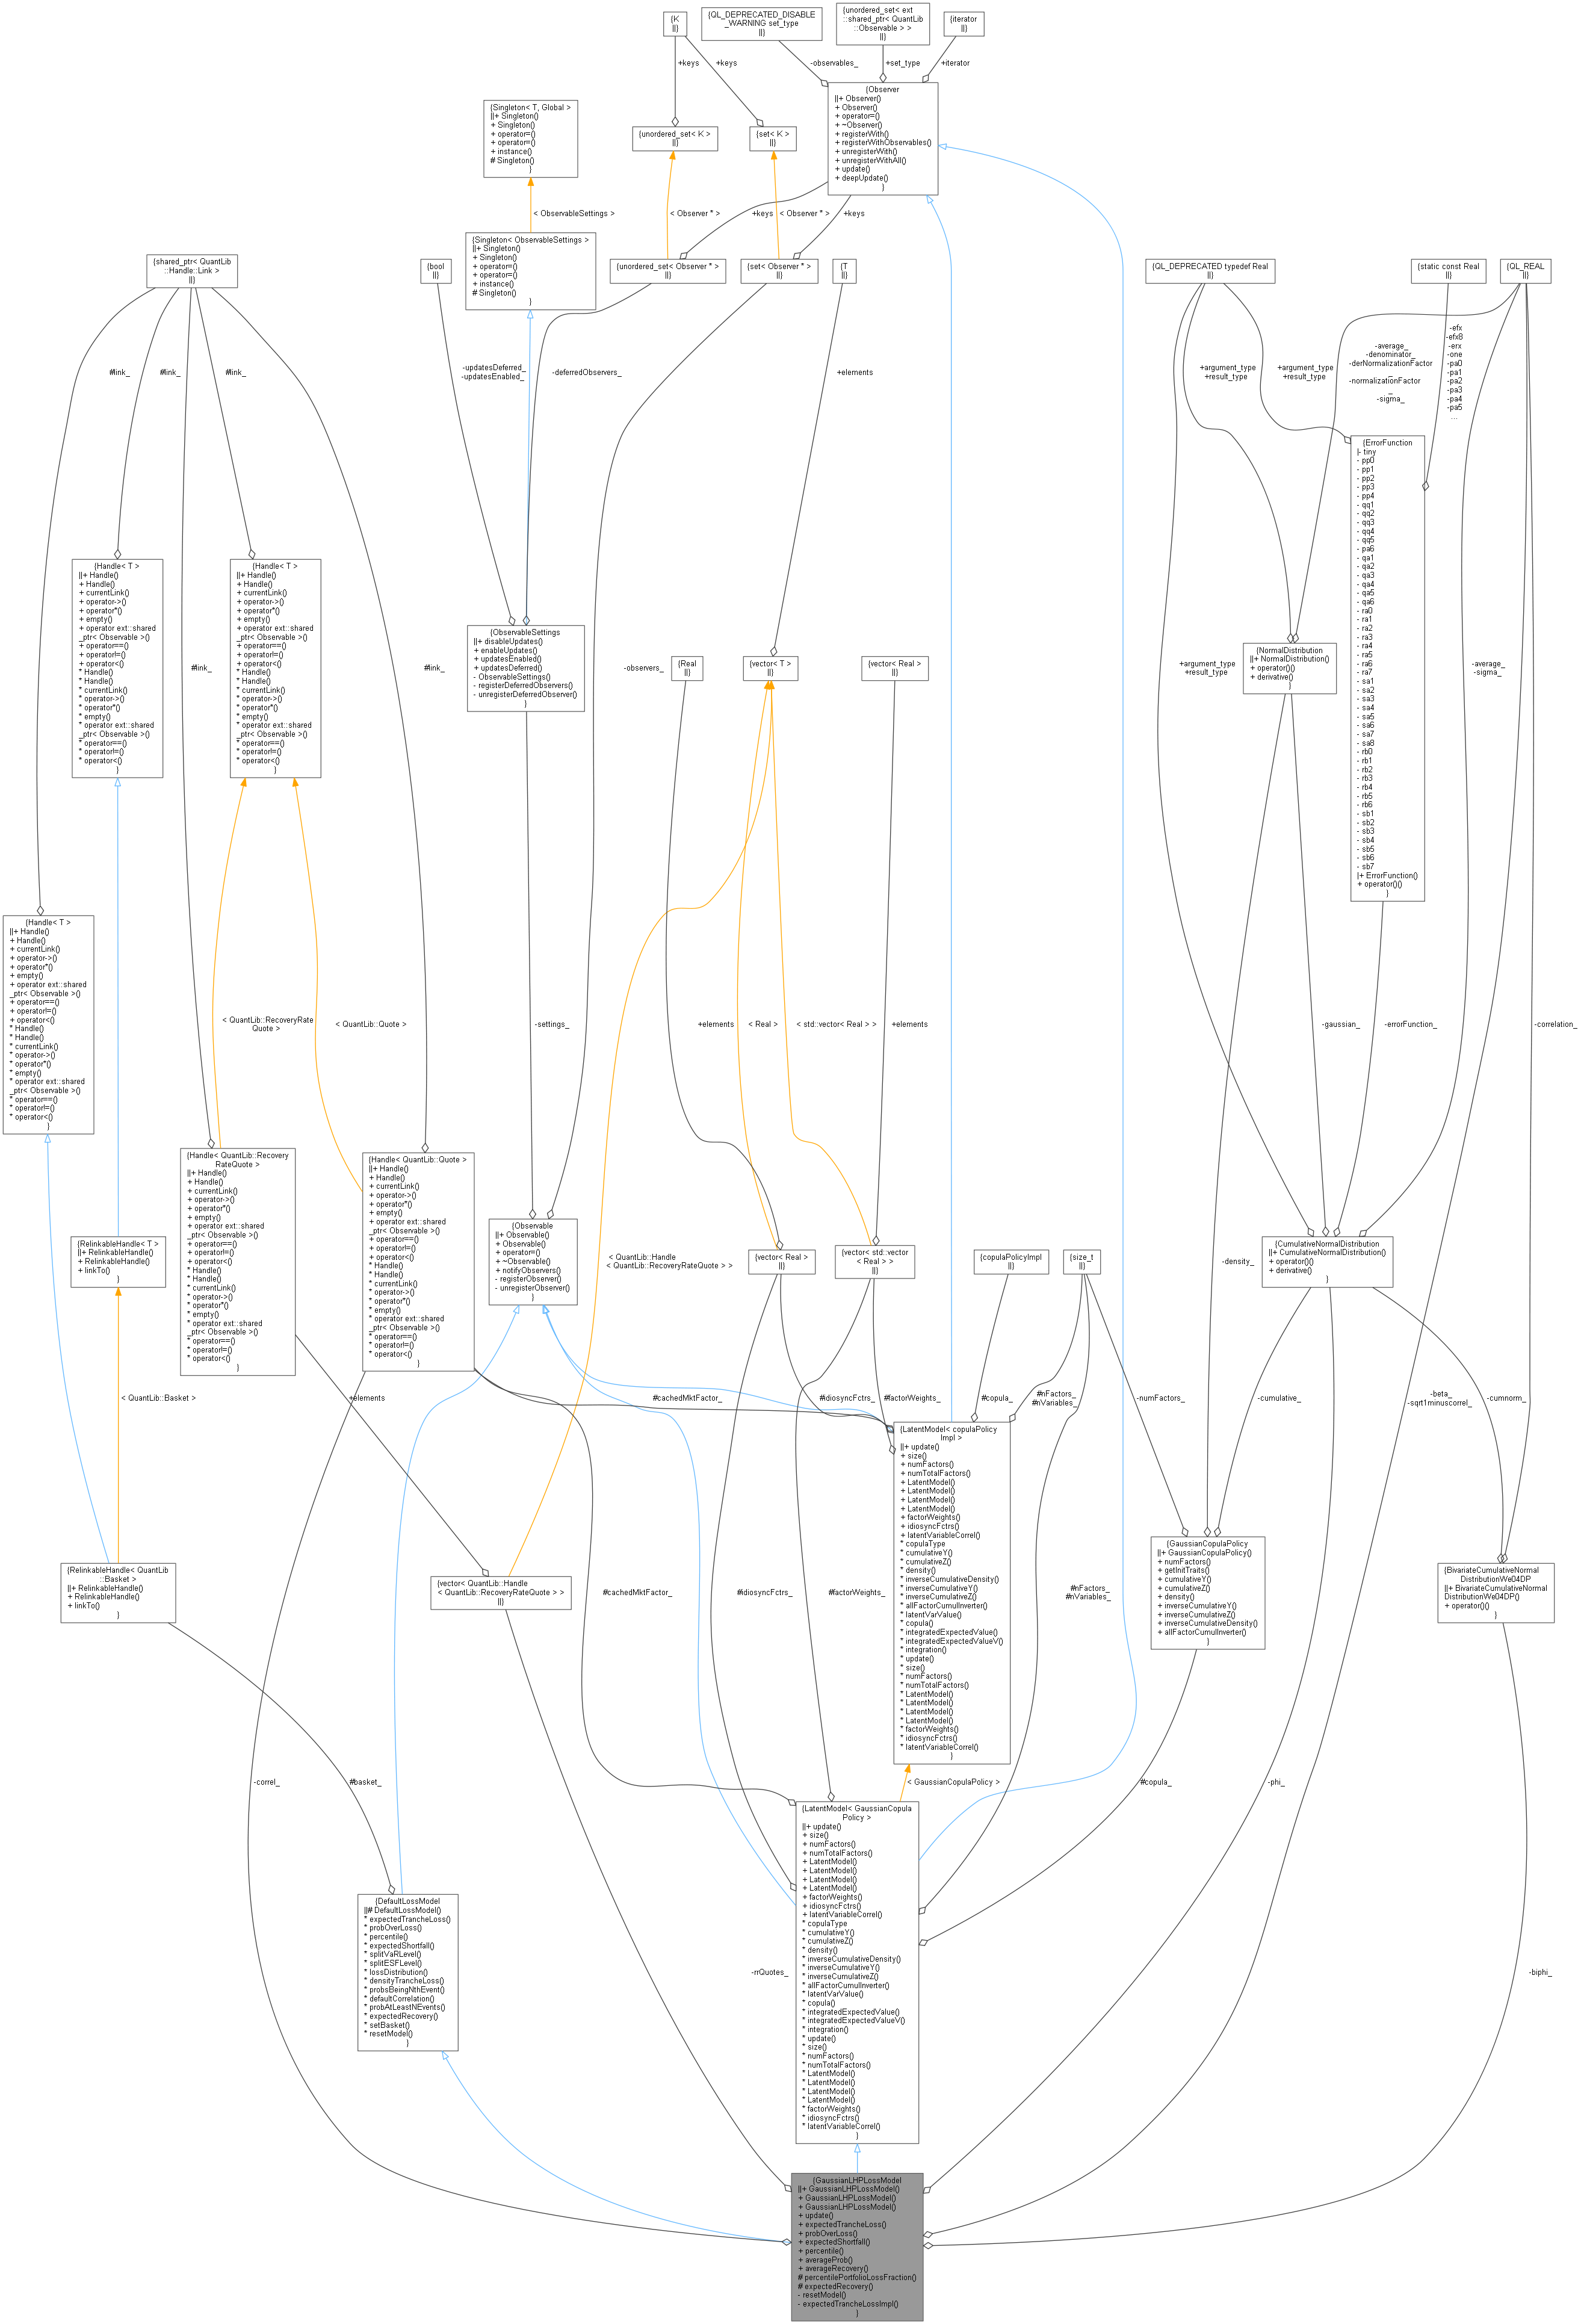 {K
||}
{QL_DEPRECATED_DISABLE
_WARNING set_type
||}
{unordered_set< ext
::shared_ptr< QuantLib
::Observable > >
||}
{iterator
||}
+keys
+keys
-observables_
+set_type
+iterator
{Singleton< T, Global >
||+ Singleton()
+ Singleton()
+ operator=()
+ operator=()
+ instance()
# Singleton()
}
{unordered_set< K >
||}
{set< K >
||}
{Observer
||+ Observer()
+ Observer()
+ operator=()
+ ~Observer()
+ registerWith()
+ registerWithObservables()
+ unregisterWith()
+ unregisterWithAll()
+ update()
+ deepUpdate()
}
< ObservableSettings >
< Observer * >
+keys
< Observer * >
+keys
{shared_ptr< QuantLib
::Handle::Link >
||}
{bool
||}
{Singleton< ObservableSettings >
||+ Singleton()
+ Singleton()
+ operator=()
+ operator=()
+ instance()
# Singleton()
}
{unordered_set< Observer * >
||}
{set< Observer * >
||}
{T
||}
{QL_DEPRECATED typedef Real
||}
{static const Real
||}
{QL_REAL
||}
#link_
#link_
#link_
-updatesDeferred_
-updatesEnabled_
-deferredObservers_
+elements
+argument_type
+result_type
+argument_type
+result_type
-average_
-denominator_
-derNormalizationFactor
_
-normalizationFactor
_
-sigma_
-efx
-efx8
-erx
-one
-pa0
-pa1
-pa2
-pa3
-pa4
-pa5
...
{Handle< T >
||+ Handle()
+ Handle()
+ currentLink()
+ operator->()
+ operator*()
+ empty()
+ operator ext::shared
_ptr< Observable >()
+ operator==()
+ operator!=()
+ operator<()
* Handle()
* Handle()
* currentLink()
* operator->()
* operator*()
* empty()
* operator ext::shared
_ptr< Observable >()
* operator==()
* operator!=()
* operator<()
}
{Handle< T >
||+ Handle()
+ Handle()
+ currentLink()
+ operator->()
+ operator*()
+ empty()
+ operator ext::shared
_ptr< Observable >()
+ operator==()
+ operator!=()
+ operator<()
* Handle()
* Handle()
* currentLink()
* operator->()
* operator*()
* empty()
* operator ext::shared
_ptr< Observable >()
* operator==()
* operator!=()
* operator<()
}
#link_
#link_
{ObservableSettings
||+ disableUpdates()
+ enableUpdates()
+ updatesEnabled()
+ updatesDeferred()
- ObservableSettings()
- registerDeferredObservers()
- unregisterDeferredObserver()
}
-observers_
{Real
||}
{vector< T >
||}
{vector< Real >
||}
+argument_type
+result_type
{NormalDistribution
||+ NormalDistribution()
+ operator()()
+ derivative()
}
{ErrorFunction
|- tiny
- pp0
- pp1
- pp2
- pp3
- pp4
- qq1
- qq2
- qq3
- qq4
- qq5
- pa6
- qa1
- qa2
- qa3
- qa4
- qa5
- qa6
- ra0
- ra1
- ra2
- ra3
- ra4
- ra5
- ra6
- ra7
- sa1
- sa2
- sa3
- sa4
- sa5
- sa6
- sa7
- sa8
- rb0
- rb1
- rb2
- rb3
- rb4
- rb5
- rb6
- sb1
- sb2
- sb3
- sb4
- sb5
- sb6
- sb7
|+ ErrorFunction()
+ operator()()
}
-average_
-sigma_
{Handle< T >
||+ Handle()
+ Handle()
+ currentLink()
+ operator->()
+ operator*()
+ empty()
+ operator ext::shared
_ptr< Observable >()
+ operator==()
+ operator!=()
+ operator<()
* Handle()
* Handle()
* currentLink()
* operator->()
* operator*()
* empty()
* operator ext::shared
_ptr< Observable >()
* operator==()
* operator!=()
* operator<()
}
< QuantLib::RecoveryRate
Quote >
< QuantLib::Quote >
-settings_
+elements
< Real >
< std::vector< Real > >
+elements
-gaussian_
-errorFunction_
-correlation_
{Handle< QuantLib::Recovery
RateQuote >
||+ Handle()
+ Handle()
+ currentLink()
+ operator->()
+ operator*()
+ empty()
+ operator ext::shared
_ptr< Observable >()
+ operator==()
+ operator!=()
+ operator<()
* Handle()
* Handle()
* currentLink()
* operator->()
* operator*()
* empty()
* operator ext::shared
_ptr< Observable >()
* operator==()
* operator!=()
* operator<()
}
{Handle< QuantLib::Quote >
||+ Handle()
+ Handle()
+ currentLink()
+ operator->()
+ operator*()
+ empty()
+ operator ext::shared
_ptr< Observable >()
+ operator==()
+ operator!=()
+ operator<()
* Handle()
* Handle()
* currentLink()
* operator->()
* operator*()
* empty()
* operator ext::shared
_ptr< Observable >()
* operator==()
* operator!=()
* operator<()
}
{RelinkableHandle< T >
||+ RelinkableHandle()
+ RelinkableHandle()
+ linkTo()
}
{Observable
||+ Observable()
+ Observable()
+ operator=()
+ ~Observable()
+ notifyObservers()
- registerObserver()
- unregisterObserver()
}
< QuantLib::Handle
< QuantLib::RecoveryRateQuote > >
{vector< Real >
||}
{vector< std::vector
< Real > >
||}
{copulaPolicyImpl
||}
{size_t
||}
-density_
{CumulativeNormalDistribution
||+ CumulativeNormalDistribution()
+ operator()()
+ derivative()
}
< QuantLib::Basket >
+elements
#cachedMktFactor_
#idiosyncFctrs_
#factorWeights_
#copula_
#nFactors_
#nVariables_
-numFactors_
-cumulative_
-beta_
-sqrt1minuscorrel_
-cumnorm_
{LatentModel< copulaPolicy
Impl >
||+ update()
+ size()
+ numFactors()
+ numTotalFactors()
+ LatentModel()
+ LatentModel()
+ LatentModel()
+ LatentModel()
+ factorWeights()
+ idiosyncFctrs()
+ latentVariableCorrel()
* copulaType
* cumulativeY()
* cumulativeZ()
* density()
* inverseCumulativeDensity()
* inverseCumulativeY()
* inverseCumulativeZ()
* allFactorCumulInverter()
* latentVarValue()
* copula()
* integratedExpectedValue()
* integratedExpectedValueV()
* integration()
* update()
* size()
* numFactors()
* numTotalFactors()
* LatentModel()
* LatentModel()
* LatentModel()
* LatentModel()
* factorWeights()
* idiosyncFctrs()
* latentVariableCorrel()
}
{RelinkableHandle< QuantLib
::Basket >
||+ RelinkableHandle()
+ RelinkableHandle()
+ linkTo()
}
{vector< QuantLib::Handle
< QuantLib::RecoveryRateQuote > >
||}
#cachedMktFactor_
#idiosyncFctrs_
#factorWeights_
#nFactors_
#nVariables_
{GaussianCopulaPolicy
||+ GaussianCopulaPolicy()
+ numFactors()
+ getInitTraits()
+ cumulativeY()
+ cumulativeZ()
+ density()
+ inverseCumulativeY()
+ inverseCumulativeZ()
+ inverseCumulativeDensity()
+ allFactorCumulInverter()
}
{BivariateCumulativeNormal
DistributionWe04DP
||+ BivariateCumulativeNormal
DistributionWe04DP()
+ operator()()
}
-correl_
#basket_
< GaussianCopulaPolicy >
#copula_
-phi_
{LatentModel< GaussianCopula
Policy >
||+ update()
+ size()
+ numFactors()
+ numTotalFactors()
+ LatentModel()
+ LatentModel()
+ LatentModel()
+ LatentModel()
+ factorWeights()
+ idiosyncFctrs()
+ latentVariableCorrel()
* copulaType
* cumulativeY()
* cumulativeZ()
* density()
* inverseCumulativeDensity()
* inverseCumulativeY()
* inverseCumulativeZ()
* allFactorCumulInverter()
* latentVarValue()
* copula()
* integratedExpectedValue()
* integratedExpectedValueV()
* integration()
* update()
* size()
* numFactors()
* numTotalFactors()
* LatentModel()
* LatentModel()
* LatentModel()
* LatentModel()
* factorWeights()
* idiosyncFctrs()
* latentVariableCorrel()
}
{DefaultLossModel
||# DefaultLossModel()
* expectedTrancheLoss()
* probOverLoss()
* percentile()
* expectedShortfall()
* splitVaRLevel()
* splitESFLevel()
* lossDistribution()
* densityTrancheLoss()
* probsBeingNthEvent()
* defaultCorrelation()
* probAtLeastNEvents()
* expectedRecovery()
* setBasket()
* resetModel()
}
-rrQuotes_
-biphi_
{GaussianLHPLossModel
||+ GaussianLHPLossModel()
+ GaussianLHPLossModel()
+ GaussianLHPLossModel()
+ update()
+ expectedTrancheLoss()
+ probOverLoss()
+ expectedShortfall()
+ percentile()
+ averageProb()
+ averageRecovery()
# percentilePortfolioLossFraction()
# expectedRecovery()
- resetModel()
- expectedTrancheLossImpl()
}